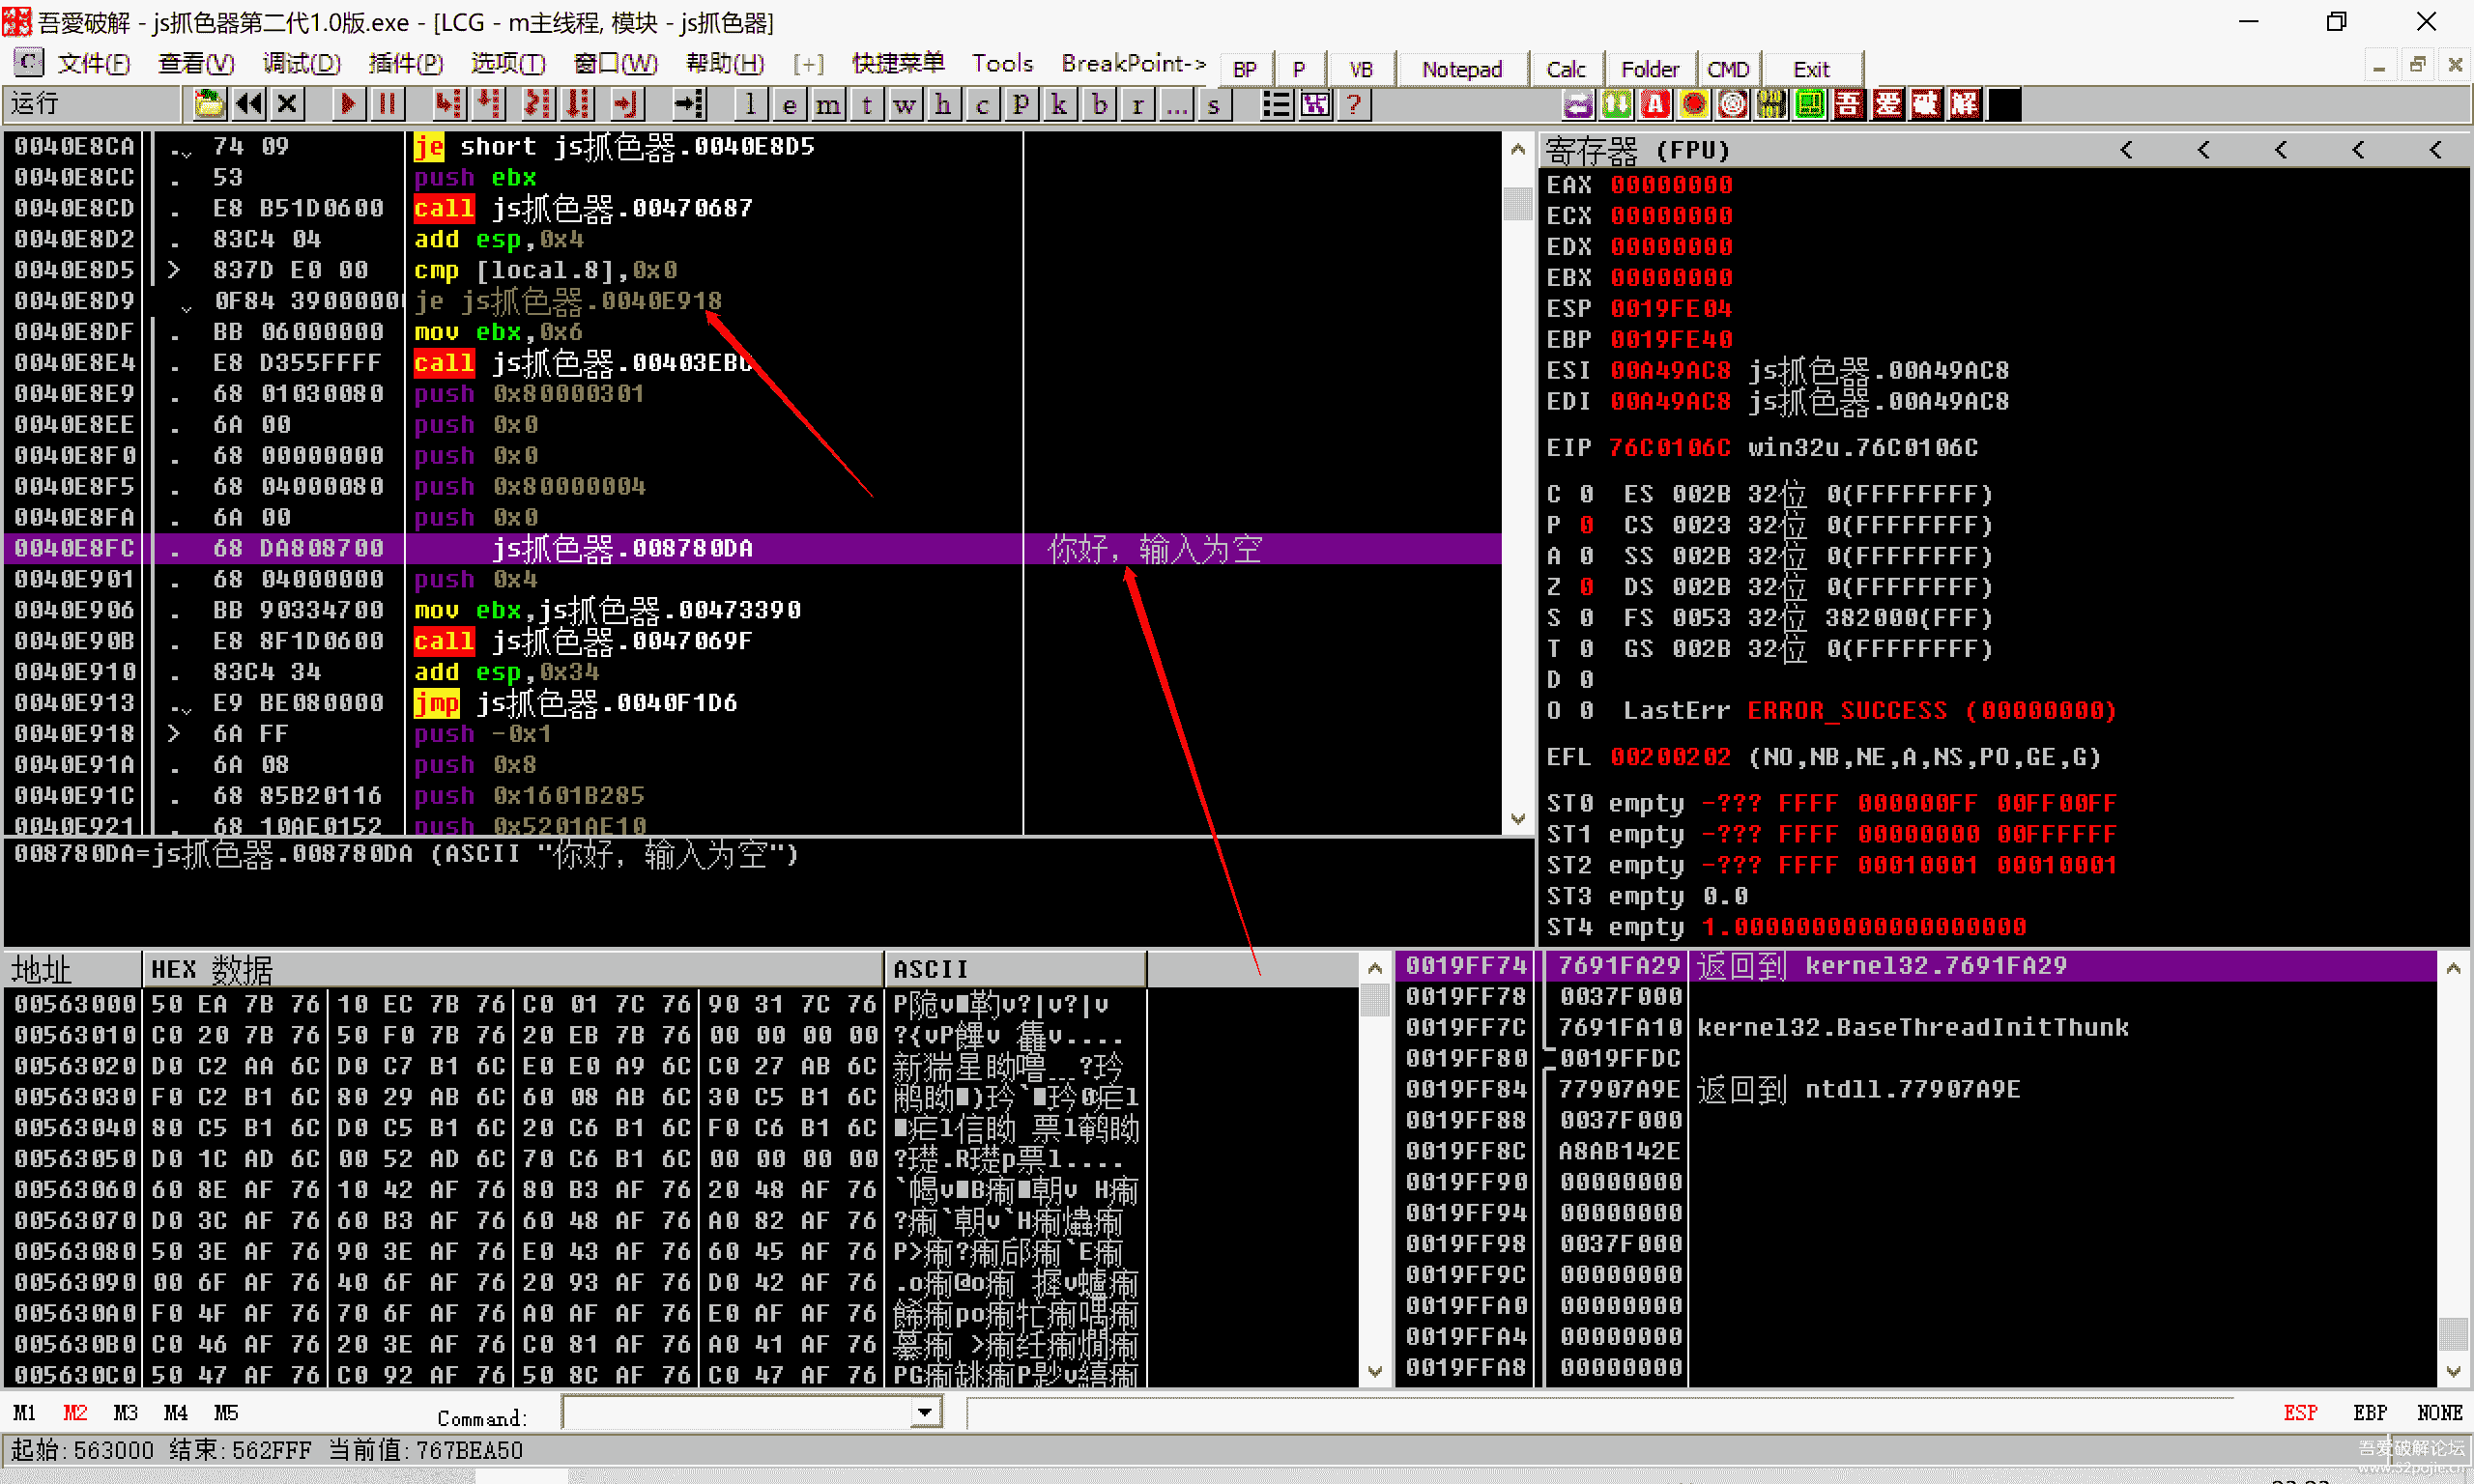 吾爱破解 - js抓色器第二代1.0版.exe - [LCG - m主线程, 模块 - js抓色器]
文件(F) 查看(V) 调试(D) 插件(P) 选项(T) 窗口(W) 帮助(H) [+] 快捷菜单 Tools BreakPoint-> BP P VB Notepad Calc Folder CMD Exit
运行 l e m t w h c p k b r ... s ? 吾 爱 破 解
0040E8CA . 74 09 je short js抓色器.0040E8D5
0040E8CC . 53 push ebx
0040E8CD . E8 B51D0600 call js抓色器.00470687
0040E8D2 . 83C4 04 add esp,0x4
0040E8D5 > 837D E0 00 cmp [local.8],0x0
0040E8D9 0F84 3900000 je js抓色器.0040E918
0040E8DF . BB 06000000 mov ebx,0x6
0040E8E4 . E8 D355FFFF call js抓色器.00403EB
0040E8E9 . 68 01030080 push 0x80000301
0040E8EE . 6A 00 push 0x0
0040E8F0 . 68 00000000 push 0x0
0040E8F5 . 68 04000080 push 0x80000004
0040E8FA . 6A 00 push 0x0
0040E8FC . 68 DA808700 js抓色器.008780DA 你好，输入为空
0040E901 . 68 04000000 push 0x4
0040E906 . BB 90334700 mov ebx,js抓色器.00473390
0040E90B . E8 8F1D0600 call js抓色器.0047069F
0040E910 . 83C4 34 add esp,0x34
0040E913 . E9 BE080000 jmp js抓色器.0040F1D6
0040E918 > 6A FF push -0x1
0040E91A . 6A 08 push 0x8
0040E91C . 68 85B20116 push 0x1601B285
0040E921 . 68 10AE0152 push 0x5201AE10
008780DA=js抓色器.008780DA (ASCII "你好，输入为空")
寄存器 (FPU) < < < < <
EAX 00000000
ECX 00000000
EDX 00000000
EBX 00000000
ESP 0019FE04
EBP 0019FE40
ESI 00A49AC8 js抓色器.00A49AC8
EDI 00A49AC8 js抓色器.00A49AC8
EIP 76C0106C win32u.76C0106C
C 0 ES 002B 32位 0(FFFFFFFF)
P 0 CS 0023 32位 0(FFFFFFFF)
A 0 SS 002B 32位 0(FFFFFFFF)
Z 0 DS 002B 32位 0(FFFFFFFF)
S 0 FS 0053 32位 382000(FFF)
T 0 GS 002B 32位 0(FFFFFFFF)
D 0
O 0 LastErr ERROR_SUCCESS (00000000)
EFL 00200202 (NO,NB,NE,A,NS,PO,GE,G)
ST0 empty -??? FFFF 000000FF 00FF00FF
ST1 empty -??? FFFF 00000000 00FFFFFF
ST2 empty -??? FFFF 00010001 00010001
ST3 empty 0.0
ST4 empty 1.0000000000000000000
地址 HEX 数据 ASCII
00563000 50 EA 7B 76 10 EC 7B 76 C0 01 7C 76 90 31 7C 76
00563010 C0 20 7B 76 50 F0 7B 76 20 EB 7B 76 00 00 00 00
00563020 D0 C2 AA 6C D0 C7 B1 6C E0 E0 A9 6C C0 27 AB 6C
00563030 F0 C2 B1 6C 80 29 AB 6C 60 08 AB 6C 30 C5 B1 6C
00563040 80 C5 B1 6C D0 C5 B1 6C 20 C6 B1 6C F0 C6 B1 6C
00563050 D0 1C AD 6C 00 52 AD 6C 70 C6 B1 6C 00 00 00 00
00563060 60 8E AF 76 10 42 AF 76 80 B3 AF 76 20 48 AF 76
00563070 D0 3C AF 76 60 B3 AF 76 60 48 AF 76 A0 82 AF 76
00563080 50 3E AF 76 90 3E AF 76 E0 43 AF 76 60 45 AF 76
00563090 00 6F AF 76 40 6F AF 76 20 93 AF 76 D0 42 AF 76
005630A0 F0 4F AF 76 70 6F AF 76 A0 AF AF 76 E0 AF AF 76
005630B0 C0 46 AF 76 20 3E AF 76 C0 81 AF 76 A0 41 AF 76
005630C0 50 47 AF 76 C0 92 AF 76 50 8C AF 76 C0 47 AF 76
0019FF74 7691FA29 返回到 kernel32.7691FA29
0019FF78 0037F000
0019FF7C 7691FA10 kernel32.BaseThreadInitThunk
0019FF80 0019FFDC
0019FF84 77907A9E 返回到 ntdll.77907A9E
0019FF88 0037F000
0019FF8C A8AB142E
0019FF90 00000000
0019FF94 00000000
0019FF98 0037F000
0019FF9C 00000000
0019FFA0 00000000
0019FFA4 00000000
0019FFA8 00000000
M1 M2 M3 M4 M5 Command: ESP EBP NONE
起始:563000 结束:562FFF 当前值:767BEA50
吾爱破解论坛
www.52pojie.cn